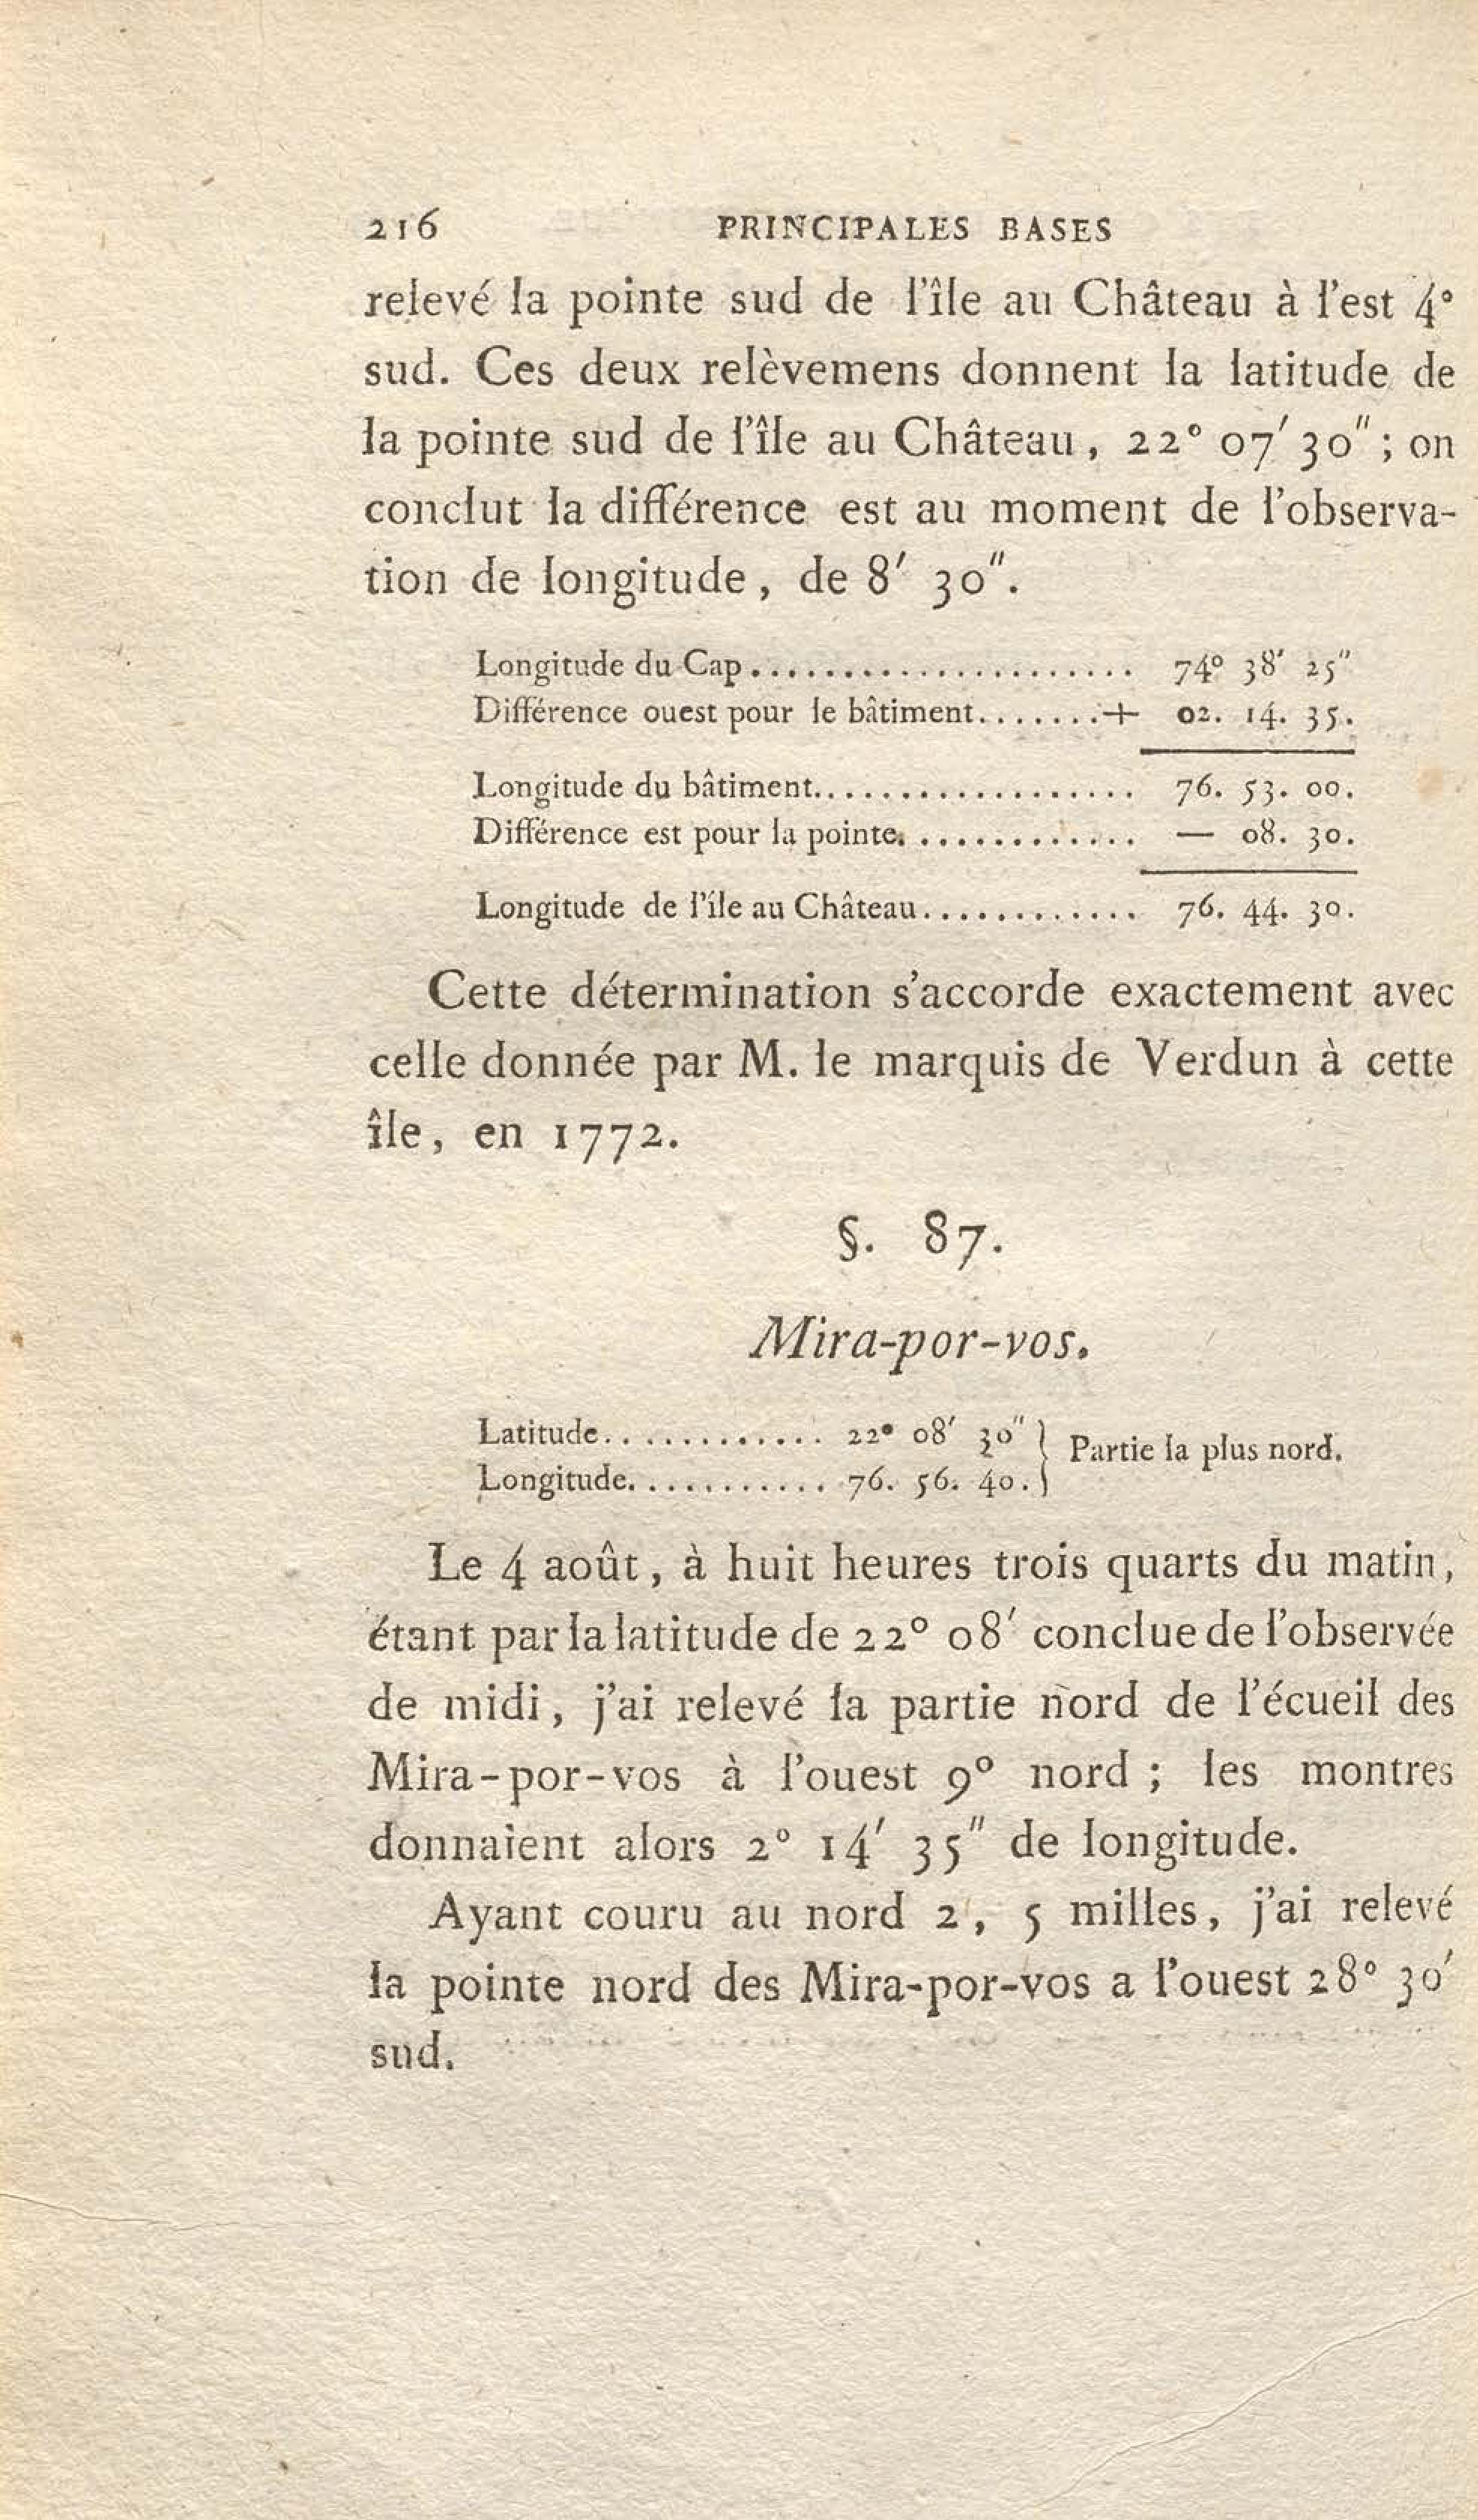 216 PRINCIPALES BASES
relevé la pointe sud de l'île au Château à l'est 4°
sud. Ces deux relèvemens donnent la latitude de
la pointe sud de l'île au Château, 22° 07′ 30″; on
conclut la différence est au moment de l'observa-
tion de longitude, de 8′ 30″.
Longitude du Cap..................... 74° 38′ 25″
Différence ouest pour le bâtiment.......+ 02. 14. 35.
Longitude du bâtiment.................. 76. 53. 00.
Différence est pour la pointe............. — 08. 30.
Longitude de l'île au Château............ 76. 44. 30.
Cette détermination s'accorde exactement avec
celle donnée par M. le marquis de Verdun à cette
île, en 1772.
§. 87.
Mira-por-vos.
Latitude............. 22° 08′ 30″ } Partie la plus nord.
Longitude............ 76. 56. 40. }
Le 4 août, à huit heures trois quarts du matin,
étant par la latitude de 22° 08′ conclue de l'observée
de midi, j'ai relevé la partie nord de l'écueil des
Mira-por-vos à l'ouest 9° nord; les montres
donnaient alors 2° 14′ 35″ de longitude.
Ayant couru au nord 2, 5 milles, j'ai relevé
la pointe nord des Mira-por-vos a l'ouest 28° 30′
sud.